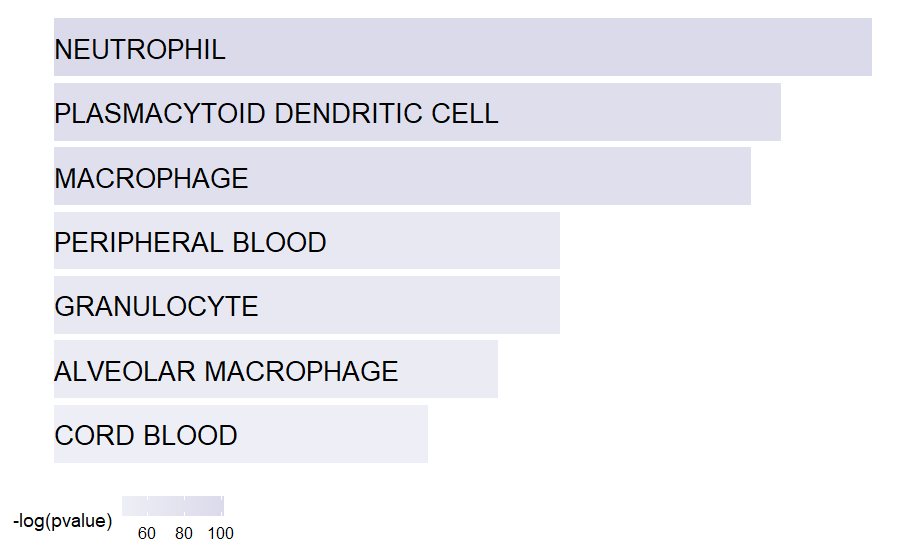 NEUTROPHIL
PLASMACYTOID DENDRITIC CELL
MACROPHAGE
PERIPHERAL BLOOD
GRANULOCYTE
ALVEOLAR MACROPHAGE
CORD BLOOD
-log(pvalue)
60 80 100